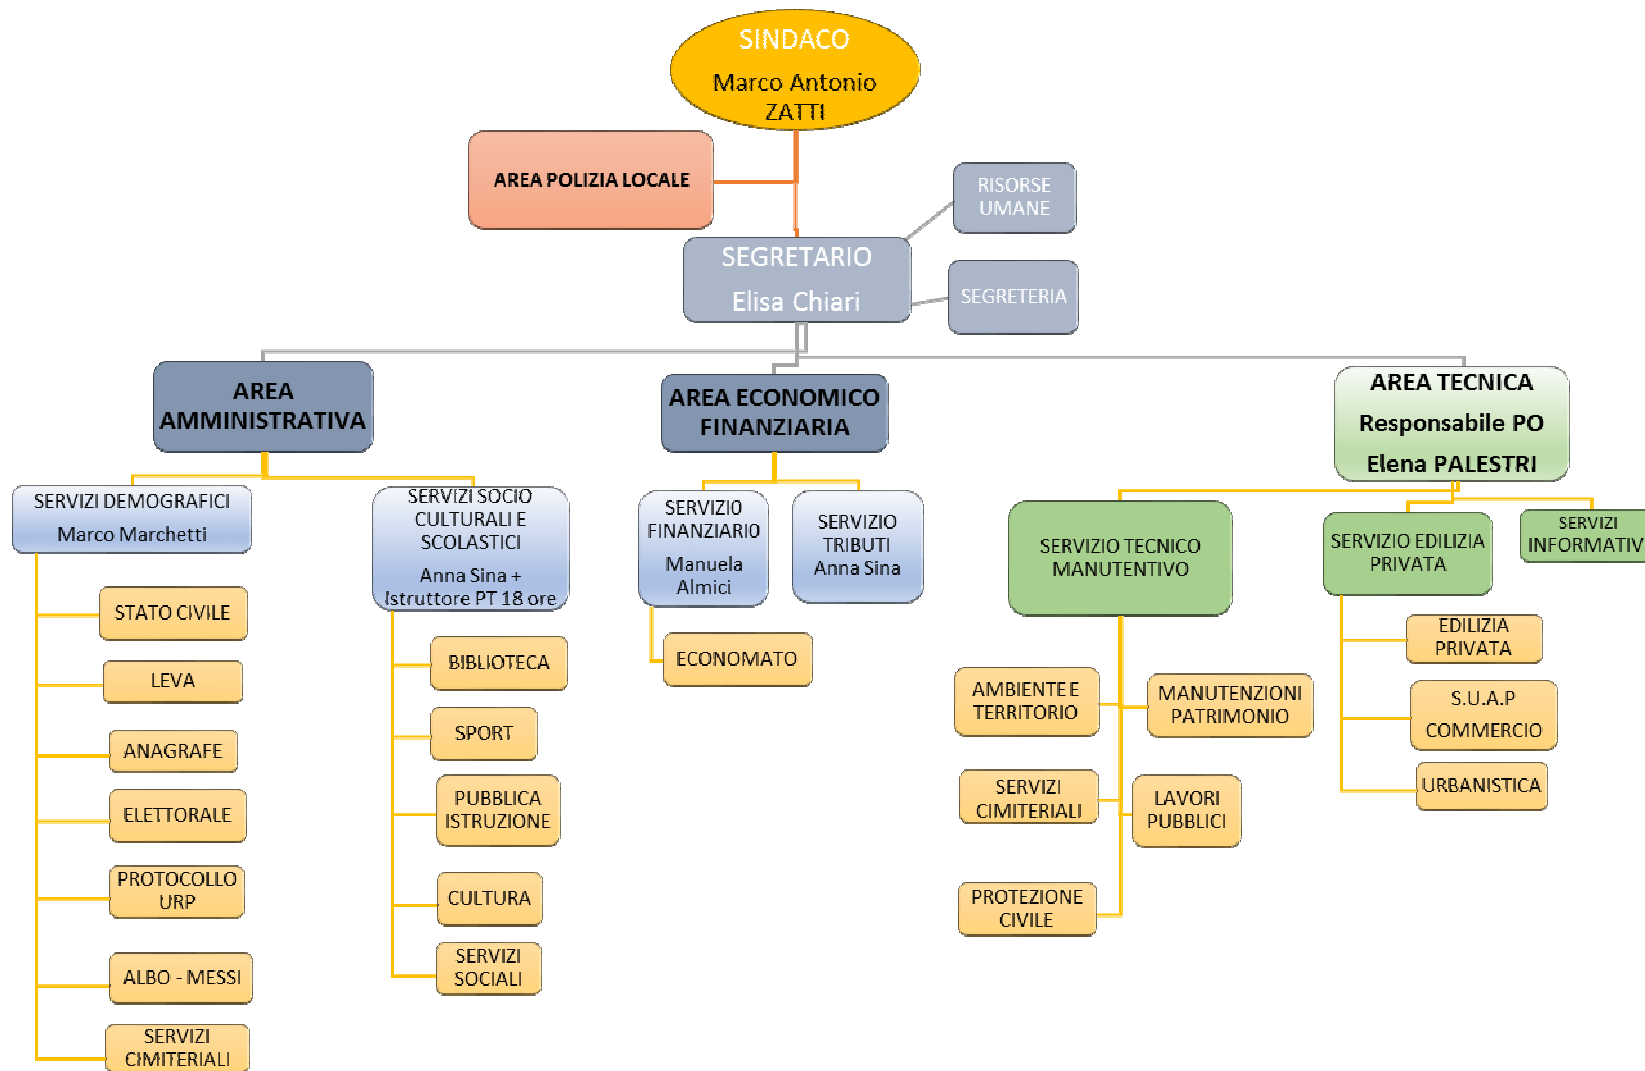 SINDACO
Marco Antonio
ZATTI
AREA POLIZIA LOCALE
RISORSE
UMANE
SEGRETARIO
Elisa Chiari
SEGRETERIA
AREA
AMMINISTRATIVA
AREA ECONOMICO
FINANZIARIA
AREA TECNICA
Responsabile PO
Elena PALESTRI
SERVIZI DEMOGRAFICI
Marco Marchetti
SERVIZI SOCIO
CULTURALI E
SCOLASTICI
Anna Sina +
Istruttore PT 18 ore
SERVIZIO
FINANZIARIO
Manuela
Almici
SERVIZIO
TRIBUTI
Anna Sina
SERVIZIO TECNICO
MANUTENTIVO
SERVIZIO EDILIZIA
PRIVATA
SERVIZI
INFORMATIV
STATO CIVILE
LEVA
ANAGRAFE
ELETTORALE
PROTOCOLLO
URP
ALBO - MESSI
SERVIZI
CIMITERIALI
BIBLIOTECA
SPORT
PUBBLICA
ISTRUZIONE
CULTURA
SERVIZI
SOCIALI
ECONOMATO
AMBIENTE E
TERRITORIO
MANUTENZIONI
PATRIMONIO
SERVIZI
CIMITERIALI
LAVORI
PUBBLICI
PROTEZIONE
CIVILE
EDILIZIA
PRIVATA
S.U.A.P
COMMERCIO
URBANISTICA